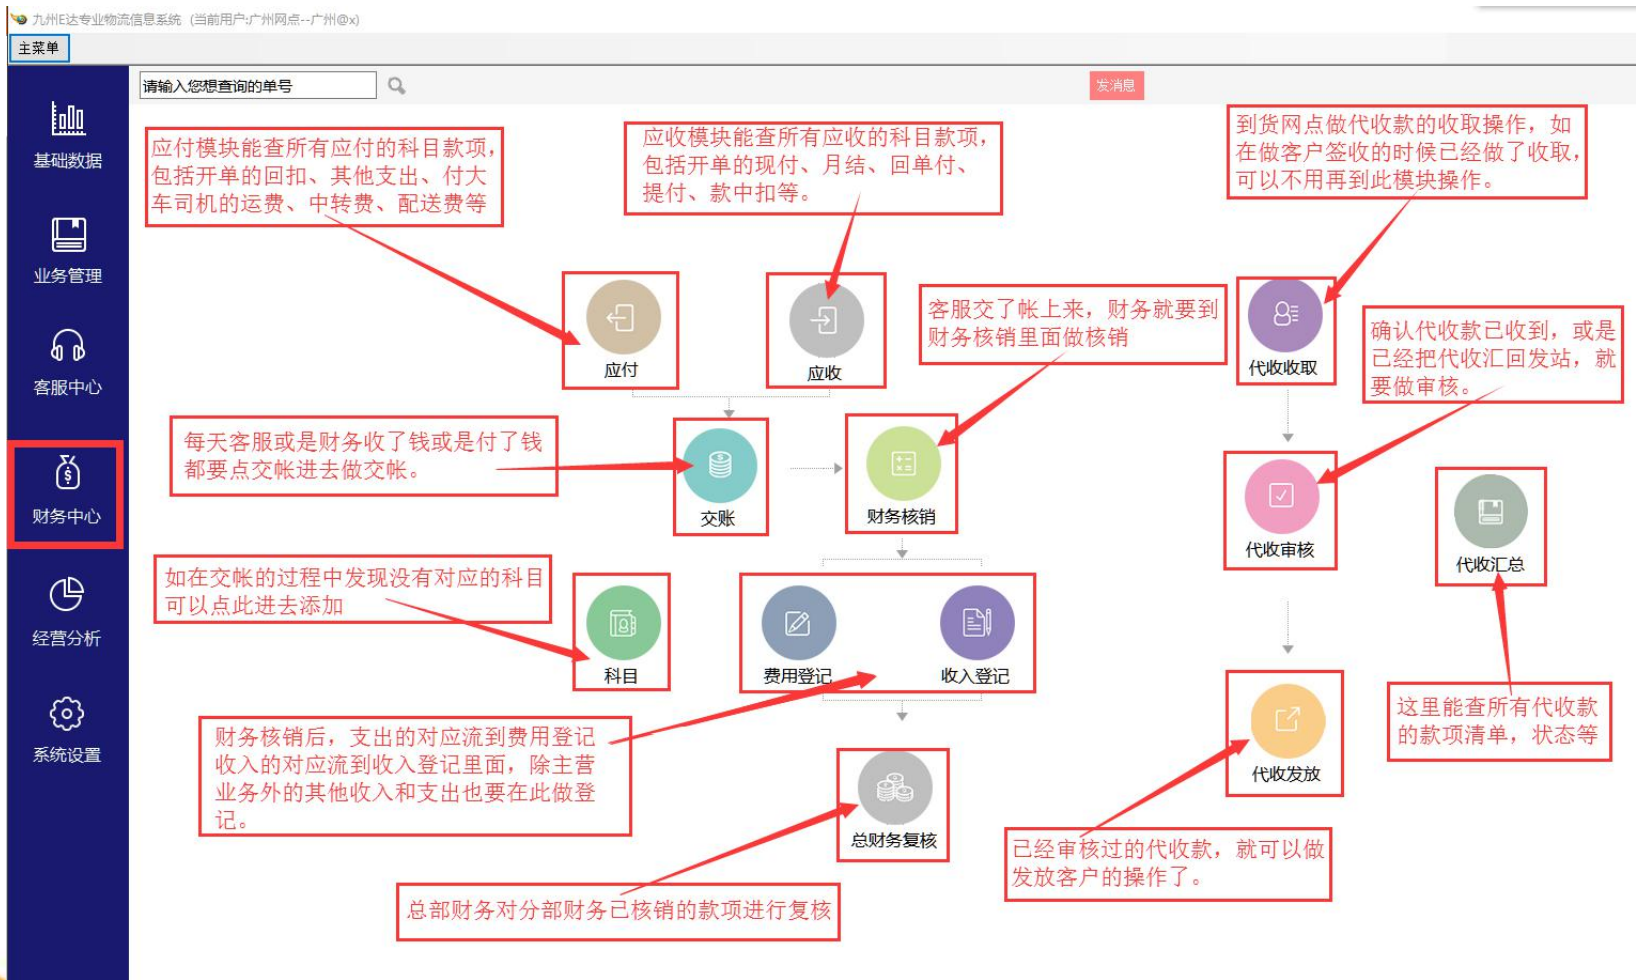 九州E达专业物流信息系统 (当前用户:广州网点--广州@x)
主菜单
请输入您想查询的单号
发消息
基础数据
业务管理
客服中心
财务中心
经营分析
系统设置
应付模块能查所有应付的科目款项，
包括开单的回扣、其他支出、付大
车司机的运费、中转费、配送费等
应收模块能查所有应收的科目款项，
包括开单的现付、月结、回单付、
提付、款中扣等。
到货网点做代收款的收取操作，如
在做客户签收的时候已经做了收取，
可以不用再到此模块操作。
应付
应收
客服交了帐上来，财务就要到
财务核销里面做核销
代收收取
确认代收款已收到，或是
已经把代收汇回发站，就
要做审核。
每天客服或是财务收了钱或是付了钱
都要点交帐进去做交帐。
交账
财务核销
代收审核
代收汇总
如在交帐的过程中发现没有对应的科目
可以点此进去添加
科目
费用登记
收入登记
财务核销后，支出的对应流到费用登记
收入的对应流到收入登记里面，除主营
业务外的其他收入和支出也要在此做登
记。
这里能查所有代收款
的款项清单，状态等
代收发放
总财务复核
已经审核过的代收款，就可以做
发放客户的操作了。
总部财务对分部财务已核销的款项进行复核